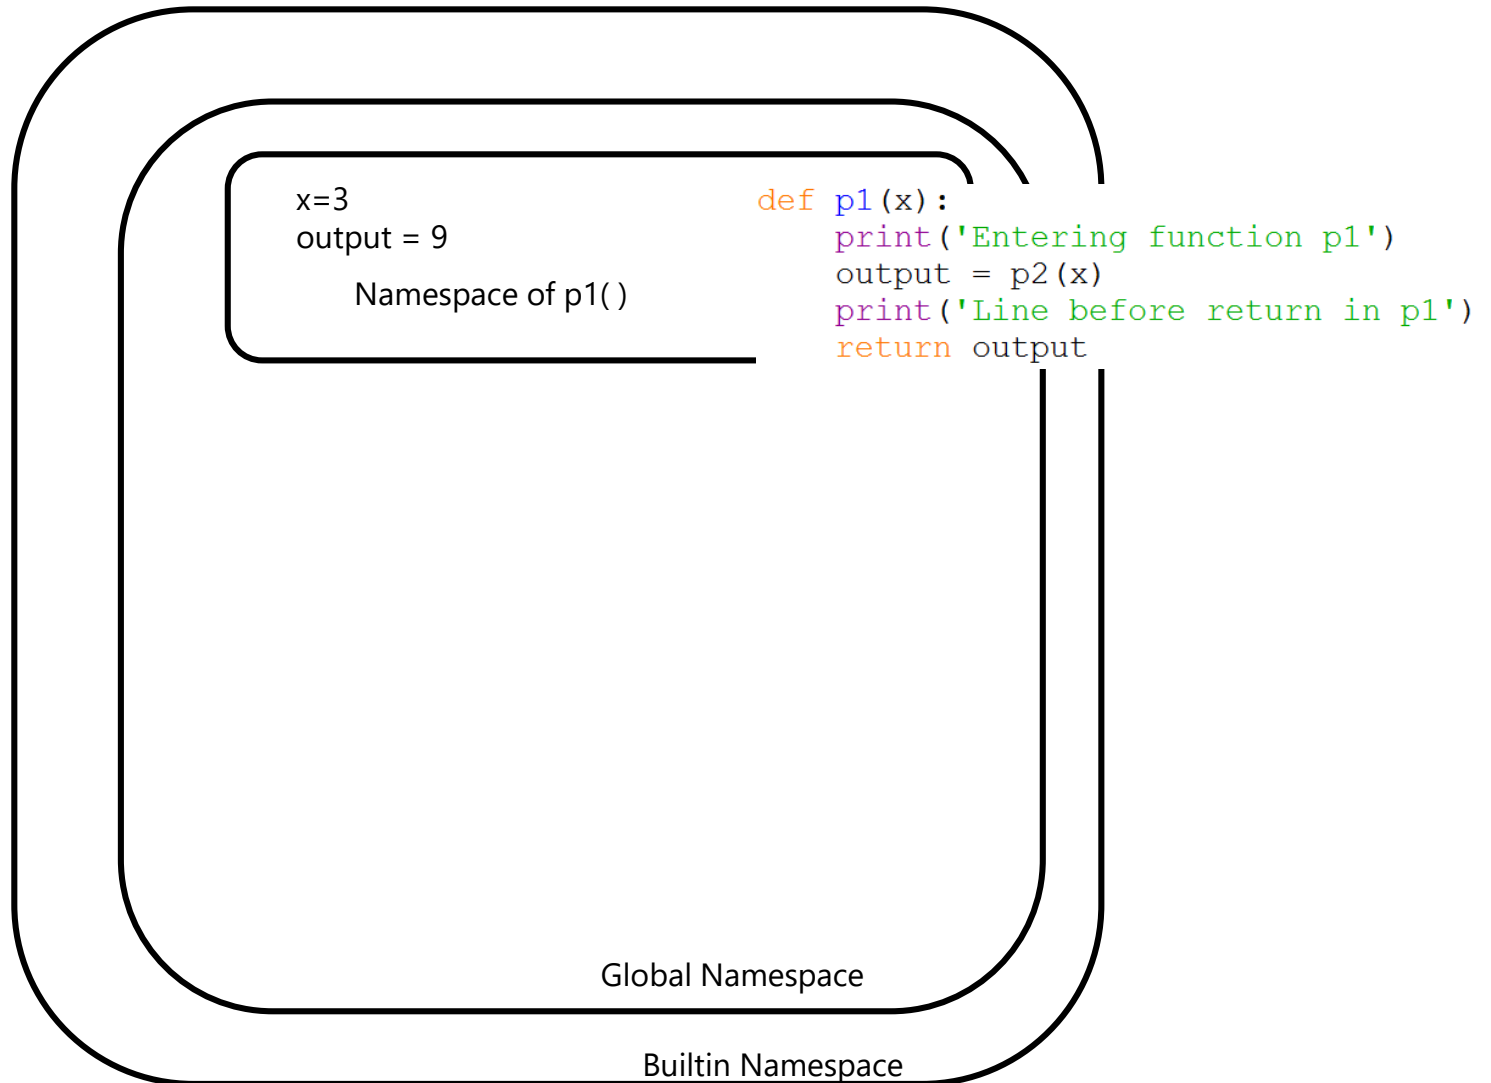 x=3
output = 9
Namespace of p1( )
def p1(x):
    print('Entering function p1')
    output = p2(x)
    print('Line before return in p1')
    return output
Global Namespace
Builtin Namespace